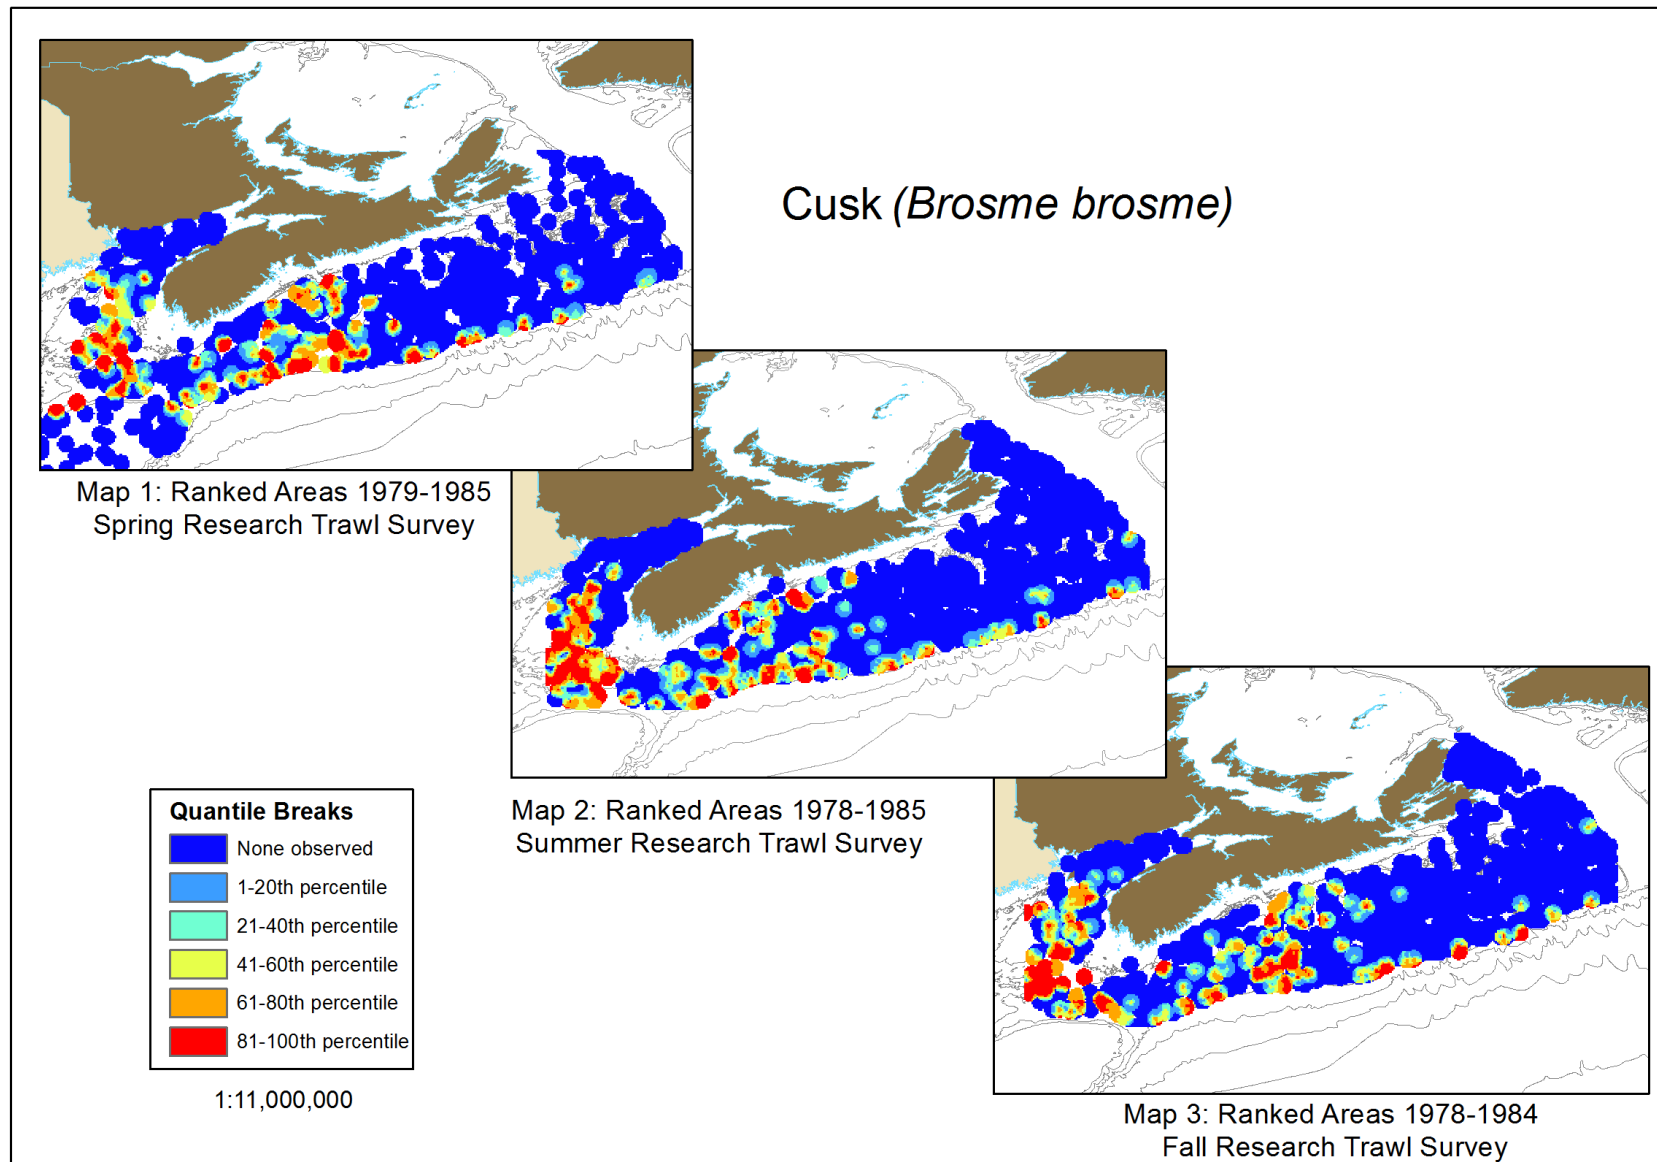 Cusk (Brosme brosme)
Map 1: Ranked Areas 1979-1985
Spring Research Trawl Survey
Map 2: Ranked Areas 1978-1985
Summer Research Trawl Survey
Quantile Breaks
None observed
1-20th percentile
21-40th percentile
41-60th percentile
61-80th percentile
81-100th percentile
1:11,000,000
Map 3: Ranked Areas 1978-1984
Fall Research Trawl Survey